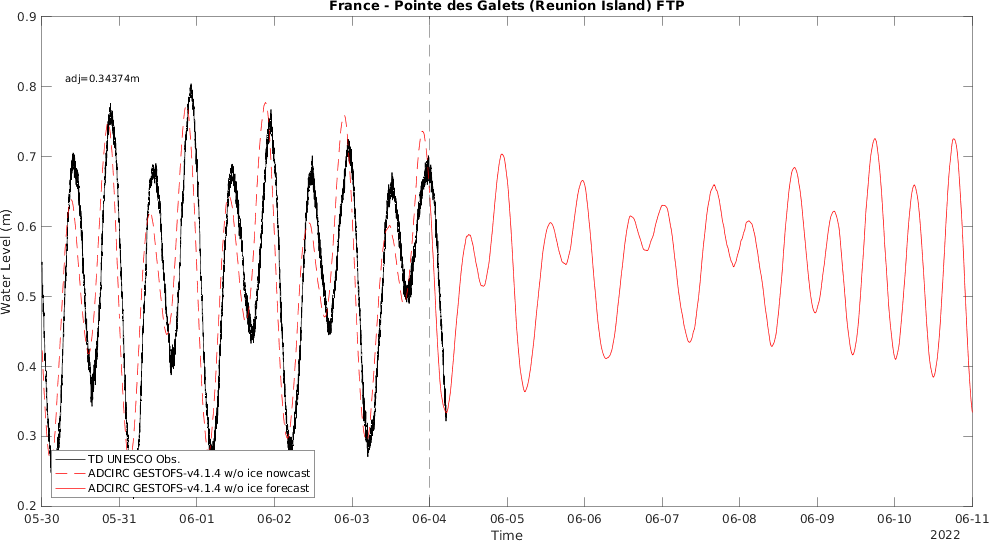 France - Pointe des Galets (Reunion Island) FTP
0.9
0.8
0.7
0.6
0.5
0.4
0.3
0.2
Water Level (m)
adj=0.34374m
TD UNESCO Obs.
ADCIRC GESTOFS-v4.1.4 w/o ice nowcast
ADCIRC GESTOFS-v4.1.4 w/o ice forecast
05-30 05-31 06-01 06-02 06-03 06-04 06-05 06-06 06-07 06-08 06-09 06-10 06-11
Time
2022